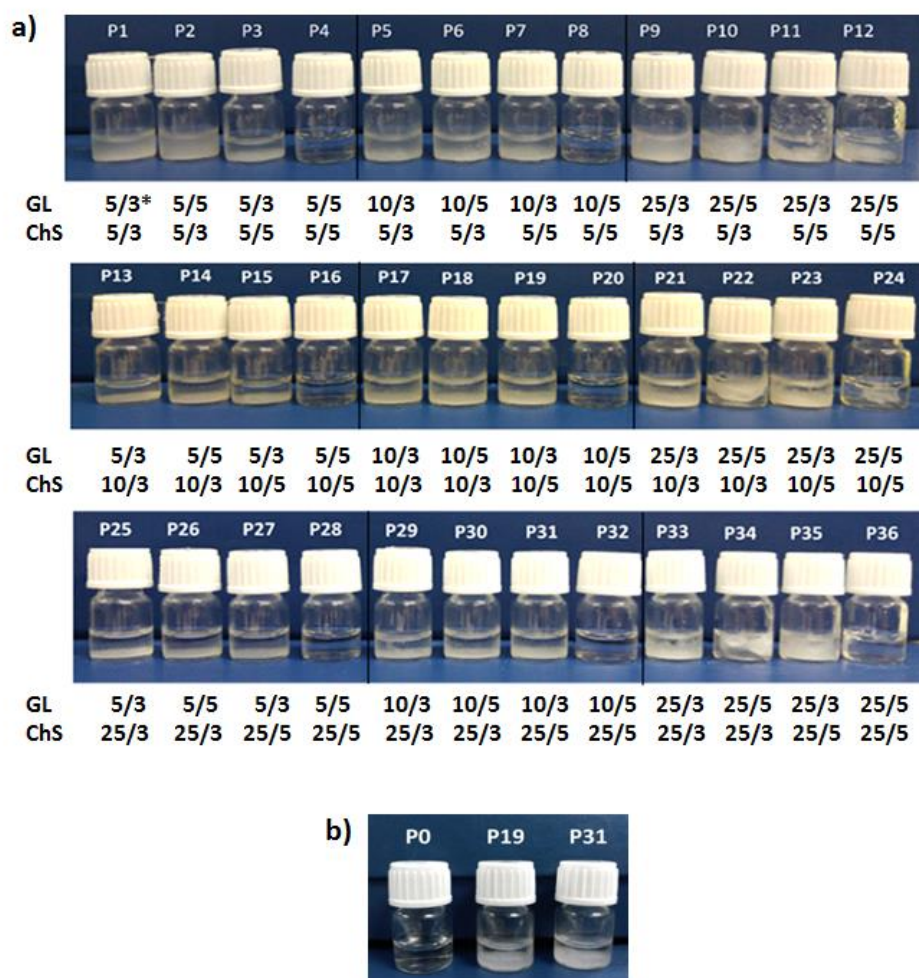 a)
P1 P2 P3 P4 P5 P6 P7 P8 P9 P10 P11 P12
GL 5/3* 5/5 5/3 5/5 10/3 10/5 10/3 10/5 25/3 25/5 25/3 25/5
ChS 5/3 5/3 5/5 5/5 5/3 5/3 5/5 5/5 5/3 5/3 5/5 5/5
P13 P14 P15 P16 P17 P18 P19 P20 P21 P22 P23 P24
GL 5/3 5/5 5/3 5/5 10/3 10/5 10/3 10/5 25/3 25/5 25/3 25/5
ChS 10/3 10/3 10/5 10/5 10/3 10/3 10/5 10/5 10/3 10/3 10/5 10/5
P25 P26 P27 P28 P29 P30 P31 P32 P33 P34 P35 P36
GL 5/3 5/5 5/3 5/5 10/3 10/5 10/3 10/5 25/3 25/5 25/3 25/5
ChS 25/3 25/3 25/5 25/5 25/3 25/3 25/5 25/5 25/3 25/3 25/5 25/5
b)
P0 P19 P31